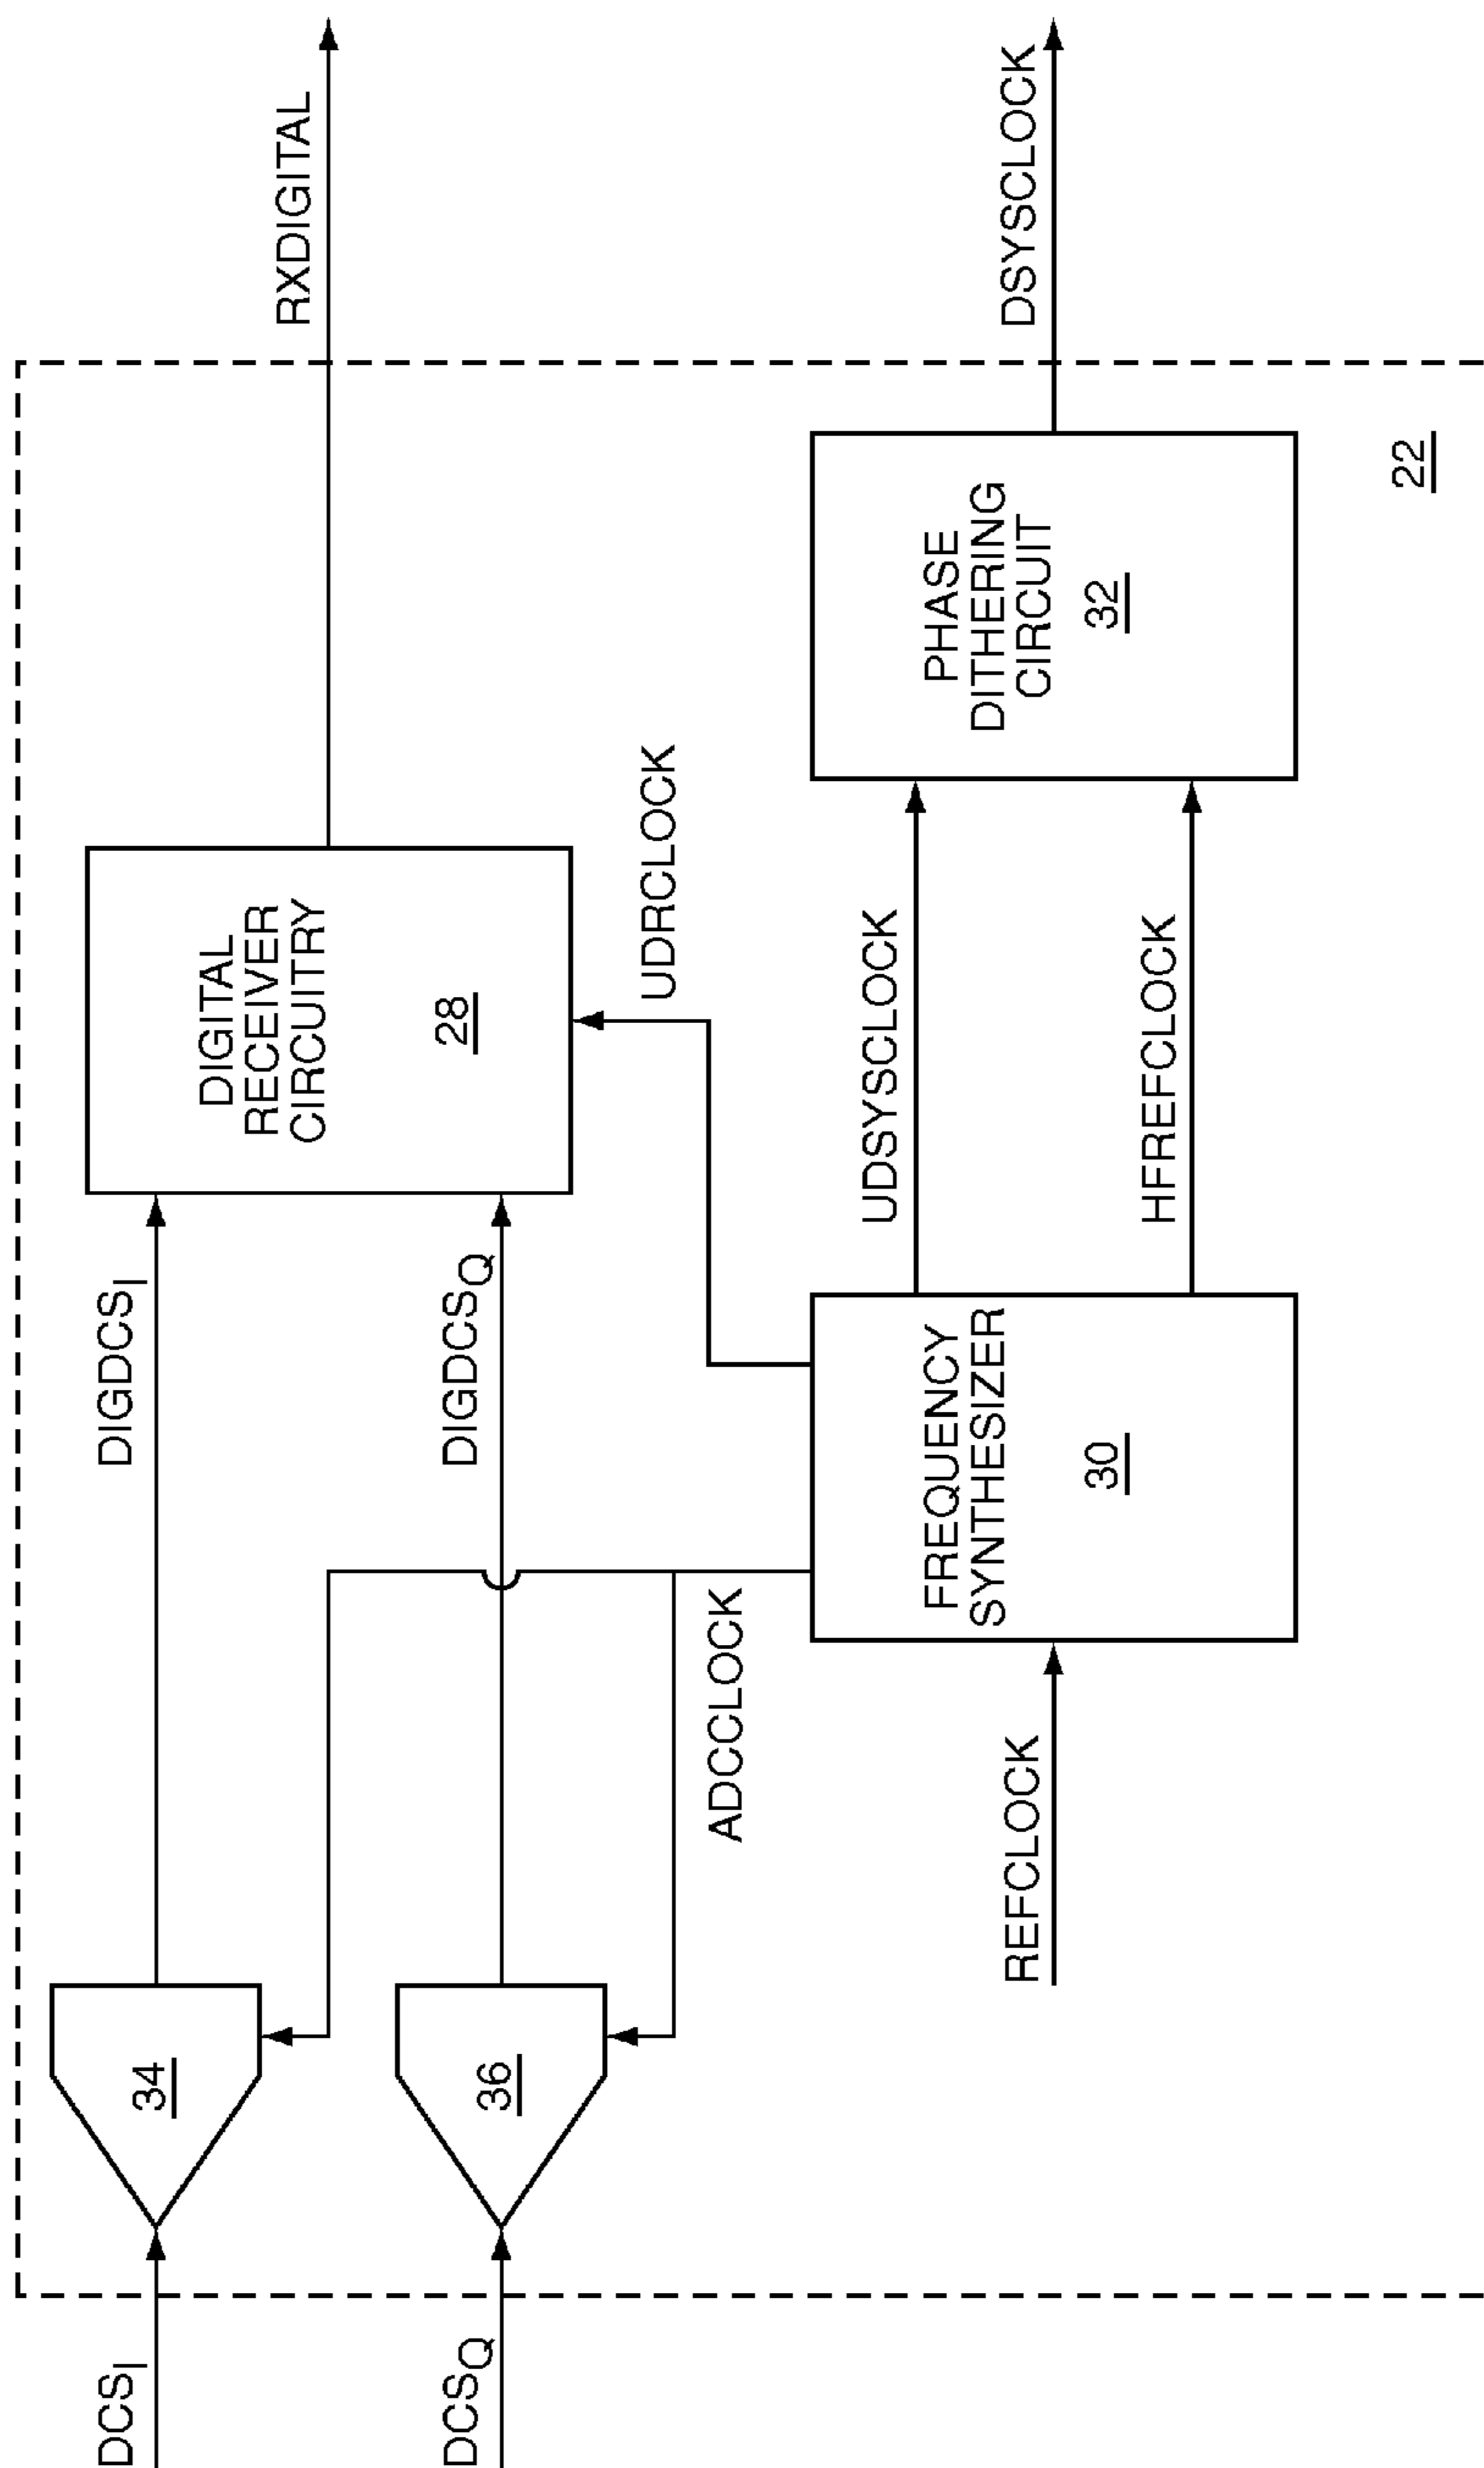 DCSI
34
DIGDCSI
DIGITAL
RECEIVER
CIRCUITRY
28
RXDIGITAL
DCSQ
36
DIGDCSQ
UDRCLOCK
ADCCLOCK
REFCLOCK
FREQUENCY
SYNTHESIZER
30
UDSYSCLOCK
HFREFCLOCK
PHASE
DITHERING
CIRCUIT
32
DSYSCLOCK
22